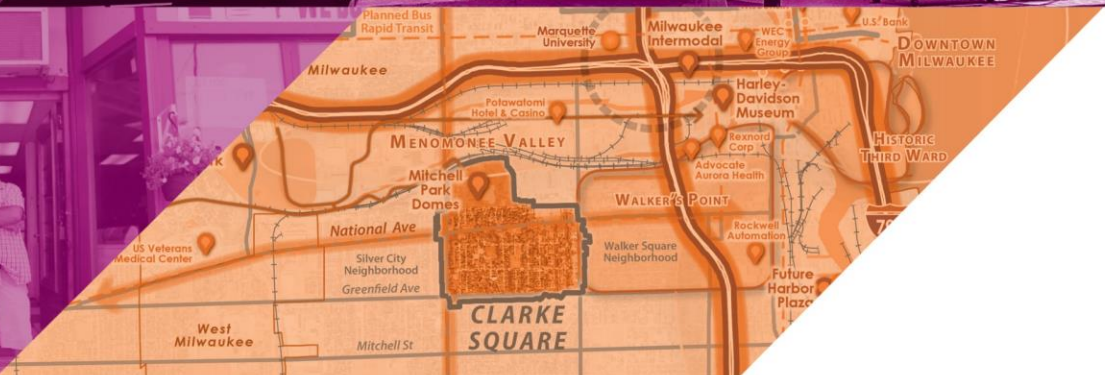 Planned Bus
Rapid Transit
Marquette
University
Milwaukee
Intermodal
WEC
Energy
Group
U.S. Bank
DOWNTOWN
MILWAUKEE
Milwaukee
Potawatomi
Hotel & Casino
Harley-
Davidson
Museum
MENOMONEE VALLEY
Rexnord
Corp
HISTORIC
THIRD WARD
Advocate
Aurora Health
Mitchell
Park
Domes
WALKER'S POINT
National Ave
Rockwell
Automation
US Veterans
Medical Center
Silver City
Neighborhood
Walker Square
Neighborhood
Greenfield Ave
Future
Harbor
Plaza
CLARKE
SQUARE
West
Milwaukee
Mitchell St